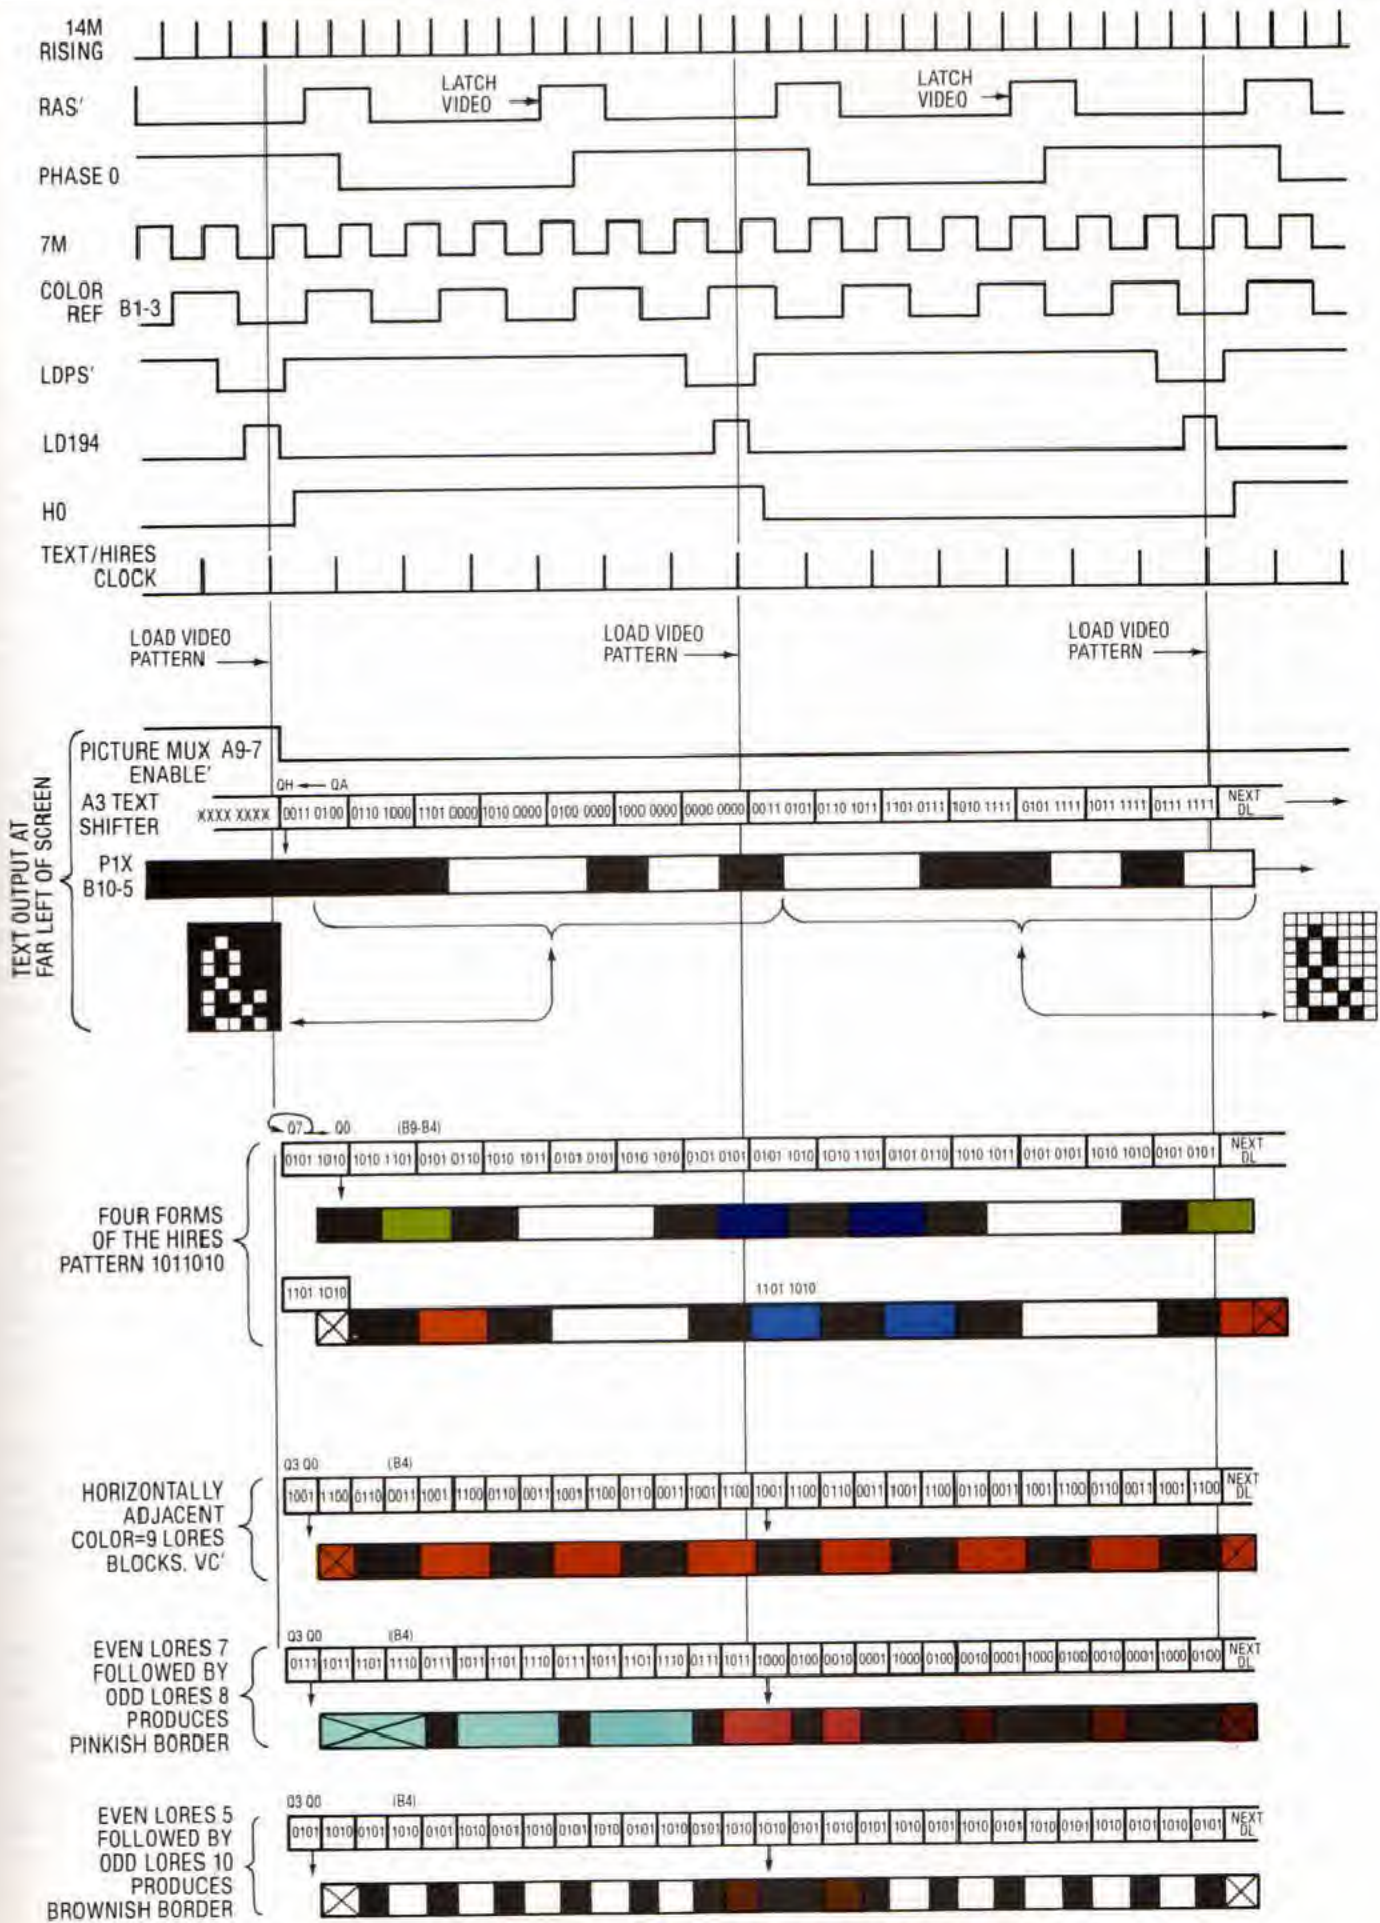 14M
RISING
RAS'
LATCH
VIDEO
LATCH
VIDEO
PHASE 0
7M
COLOR
REF B1-3
LDPS'
LD194
H0
TEXT/HIRES
CLOCK
LOAD VIDEO
PATTERN
LOAD VIDEO
PATTERN
LOAD VIDEO
PATTERN
TEXT OUTPUT AT
FAR LEFT OF SCREEN
PICTURE MUX A9-7
ENABLE'
QH QA
A3 TEXT
SHIFTER
XXXX XXXX 0011 0100 0110 1000 1101 0000 1010 0000 0100 0000 1000 0000 0000 0000 0011 0101 0110 1011 1101 0111 1010 1111 0101 1111 1011 1111 0111 1111 NEXT DL
P1X
B10-5
Q7 Q0 (B9-B4)
0101 1010 1010 1101 0101 0110 1010 1011 0101 0101 1010 1010 0101 0101 0101 1010 1010 1101 0101 0110 1010 1011 0101 0101 1010 1010 0101 0101 NEXT DL
FOUR FORMS
OF THE HIRES
PATTERN 1011010
1101 1010 1101 1010
Q3 Q0 (B4)
HORIZONTALLY
ADJACENT
COLOR=9 LORES
BLOCKS. VC'
1001 1100 0110 0011 1001 1100 0110 0011 1001 1100 0110 0011 1001 1100 1001 1100 0110 0011 1001 1100 0110 0011 1001 1100 0110 0011 1001 1100 NEXT DL
EVEN LORES 7
FOLLOWED BY
ODD LORES 8
PRODUCES
PINKISH BORDER
Q3 Q0 (B4)
0111 1011 1101 1110 0111 1011 1101 1110 0111 1011 1101 1110 0111 1011 1000 0100 0010 0001 1000 0100 0010 0001 1000 0100 0010 0001 1000 0100 NEXT DL
EVEN LORES 5
FOLLOWED BY
ODD LORES 10
PRODUCES
BROWNISH BORDER
Q3 Q0 (B4)
0101 1010 0101 1010 0101 1010 0101 1010 0101 1010 0101 1010 0101 1010 1010 0101 1010 0101 1010 0101 1010 0101 1010 0101 1010 0101 1010 0101 NEXT DL